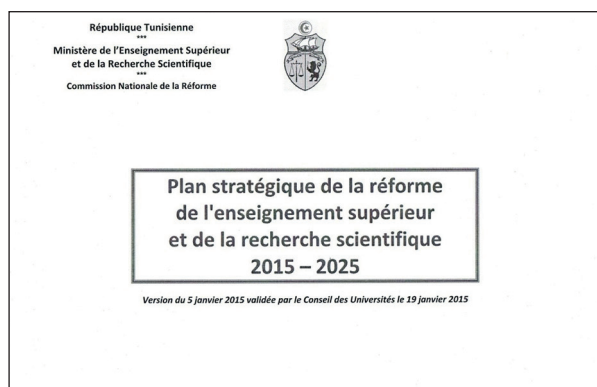 République Tunisienne
***
Ministère de l'Enseignement Supérieur
et de la Recherche Scientifique
***
Commission Nationale de la Réforme
Plan stratégique de la réforme
de l'enseignement supérieur
et de la recherche scientifique
2015 – 2025
Version du 5 janvier 2015 validée par le Conseil des Universités le 19 janvier 2015